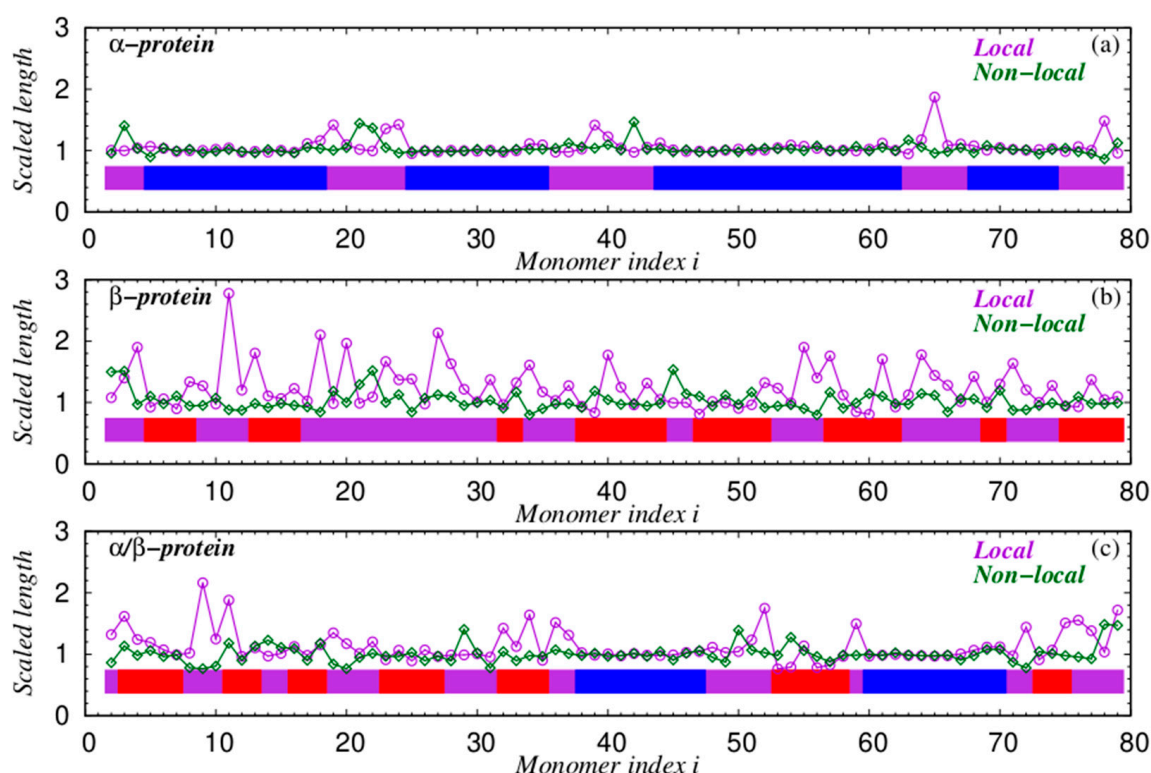 α−protein
Local
(a)
Non−local
Scaled length
3
2
1
0
0 10 20 30 40 50 60 70 80
Monomer index i
β−protein
Local
(b)
Non−local
Scaled length
3
2
1
0
0 10 20 30 40 50 60 70 80
Monomer index i
α/β−protein
Local
(c)
Non−local
Scaled length
3
2
1
0
0 10 20 30 40 50 60 70 80
Monomer index i